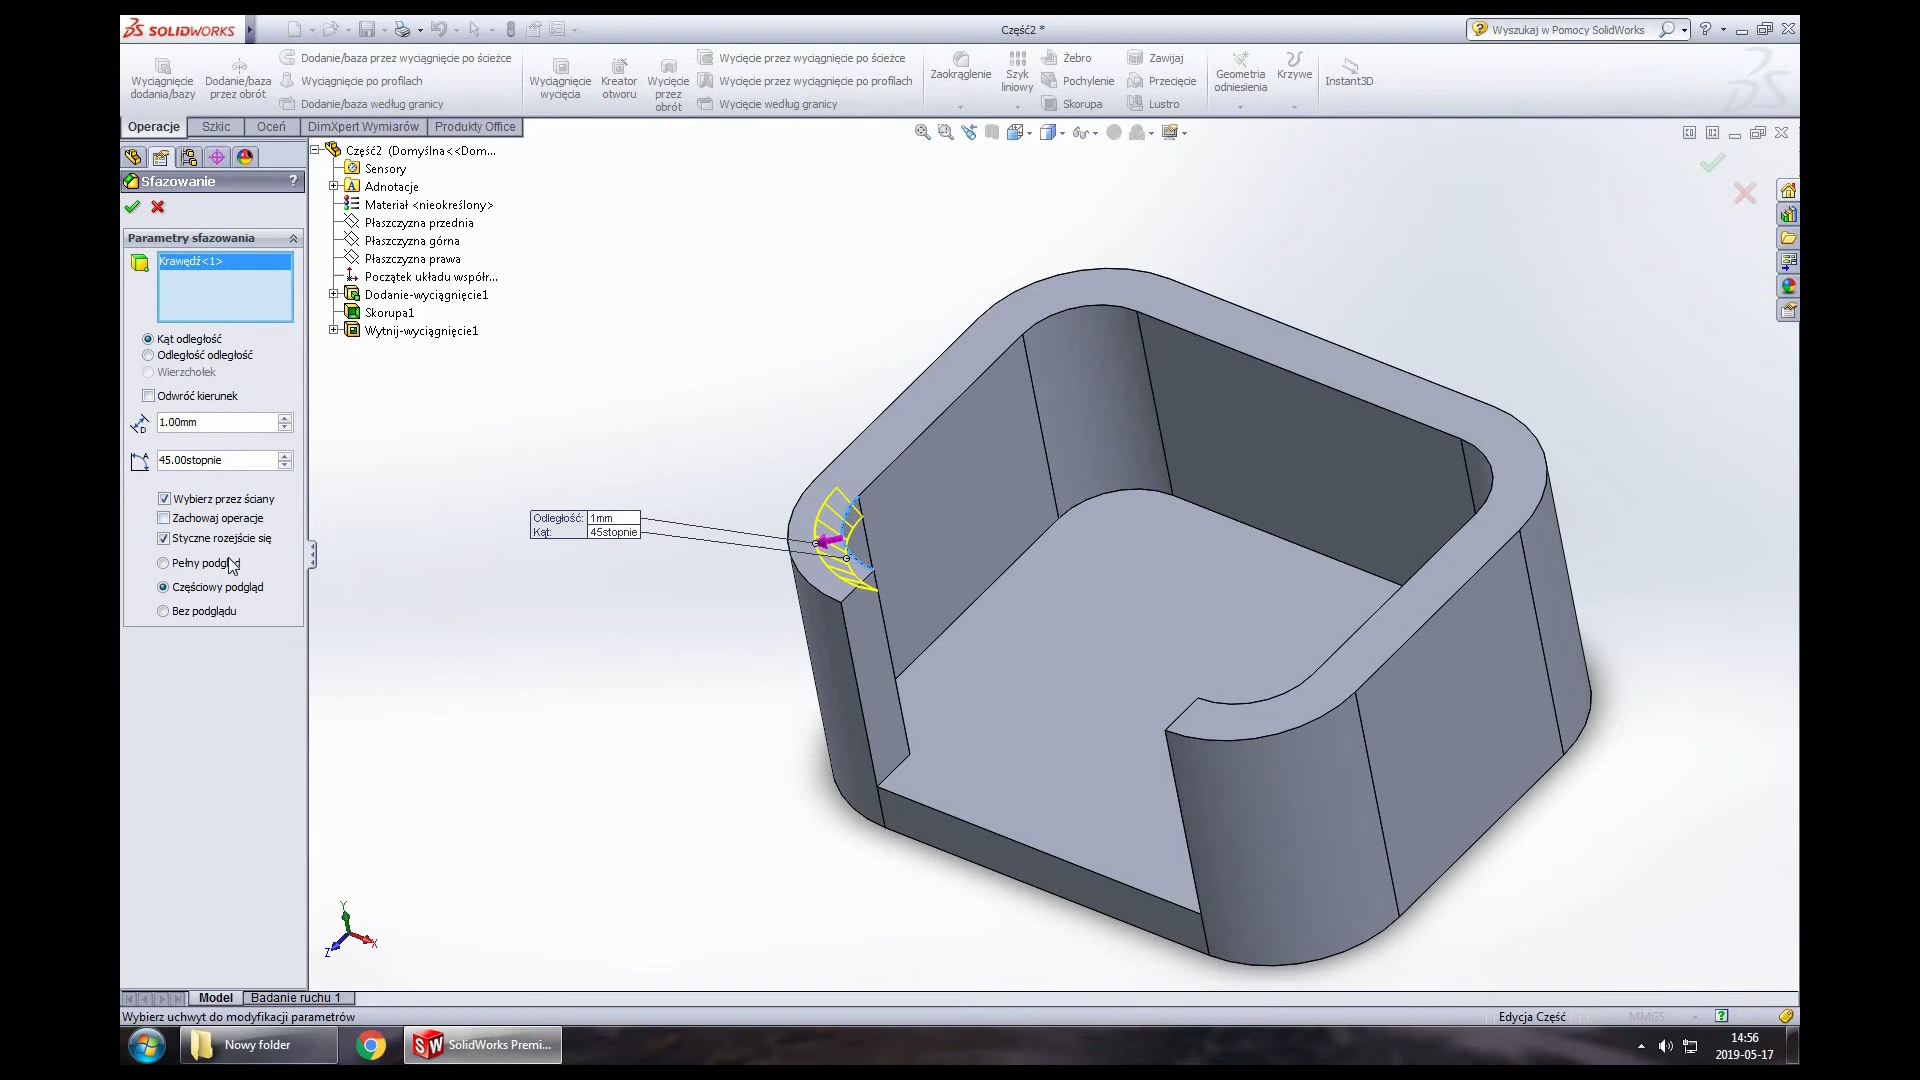 SOLIDWORKS
Część2 *
Wyszukaj w Pomocy SolidWorks
Wyciągnięcie dodania/bazy
Dodanie/baza przez obrót
Dodanie/baza przez wyciągnięcie po ścieżce
Wyciągnięcie po profilach
Dodanie/baza według granicy
Wyciągnięcie wycięcia
Kreator otworu
Wycięcie przez obrót
Wycięcie przez wyciągnięcie po ścieżce
Wycięcie przez wyciągnięcie po profilach
Wycięcie według granicy
Zaokrąglenie
Szyk liniowy
Żebro
Pochylenie
Skorupa
Zawijaj
Przecięcie
Lustro
Geometria odniesienia
Krzywe
Instant3D
Operacje
Szkic
Oceń
DimXpert Wymiarów
Produkty Office
Sfazowanie
?
Parametry sfazowania
Krawędź<1>
Kąt odległość
Odległość odległość
Wierzchołek
Odwróć kierunek
1.00mm
45.00stopnie
Wybierz przez ściany
Zachowaj operacje
Styczne rozejście się
Pełny podgląd
Częściowy podgląd
Bez podglądu
Część2 (Domyślna<<Dom...
Sensory
Adnotacje
Materiał <nieokreślony>
Płaszczyzna przednia
Płaszczyzna górna
Płaszczyzna prawa
Początek układu współr...
Dodanie-wyciągnięcie1
Skorupa1
Wytnij-wyciągnięcie1
Odległość: 1mm
Kąt: 45stopnie
Y
X
Z
Model
Badanie ruchu 1
Wybierz uchwyt do modyfikacji parametrów
Edycja Część
MMGS
Nowy folder
SolidWorks Premi...
14:56
2019-05-17